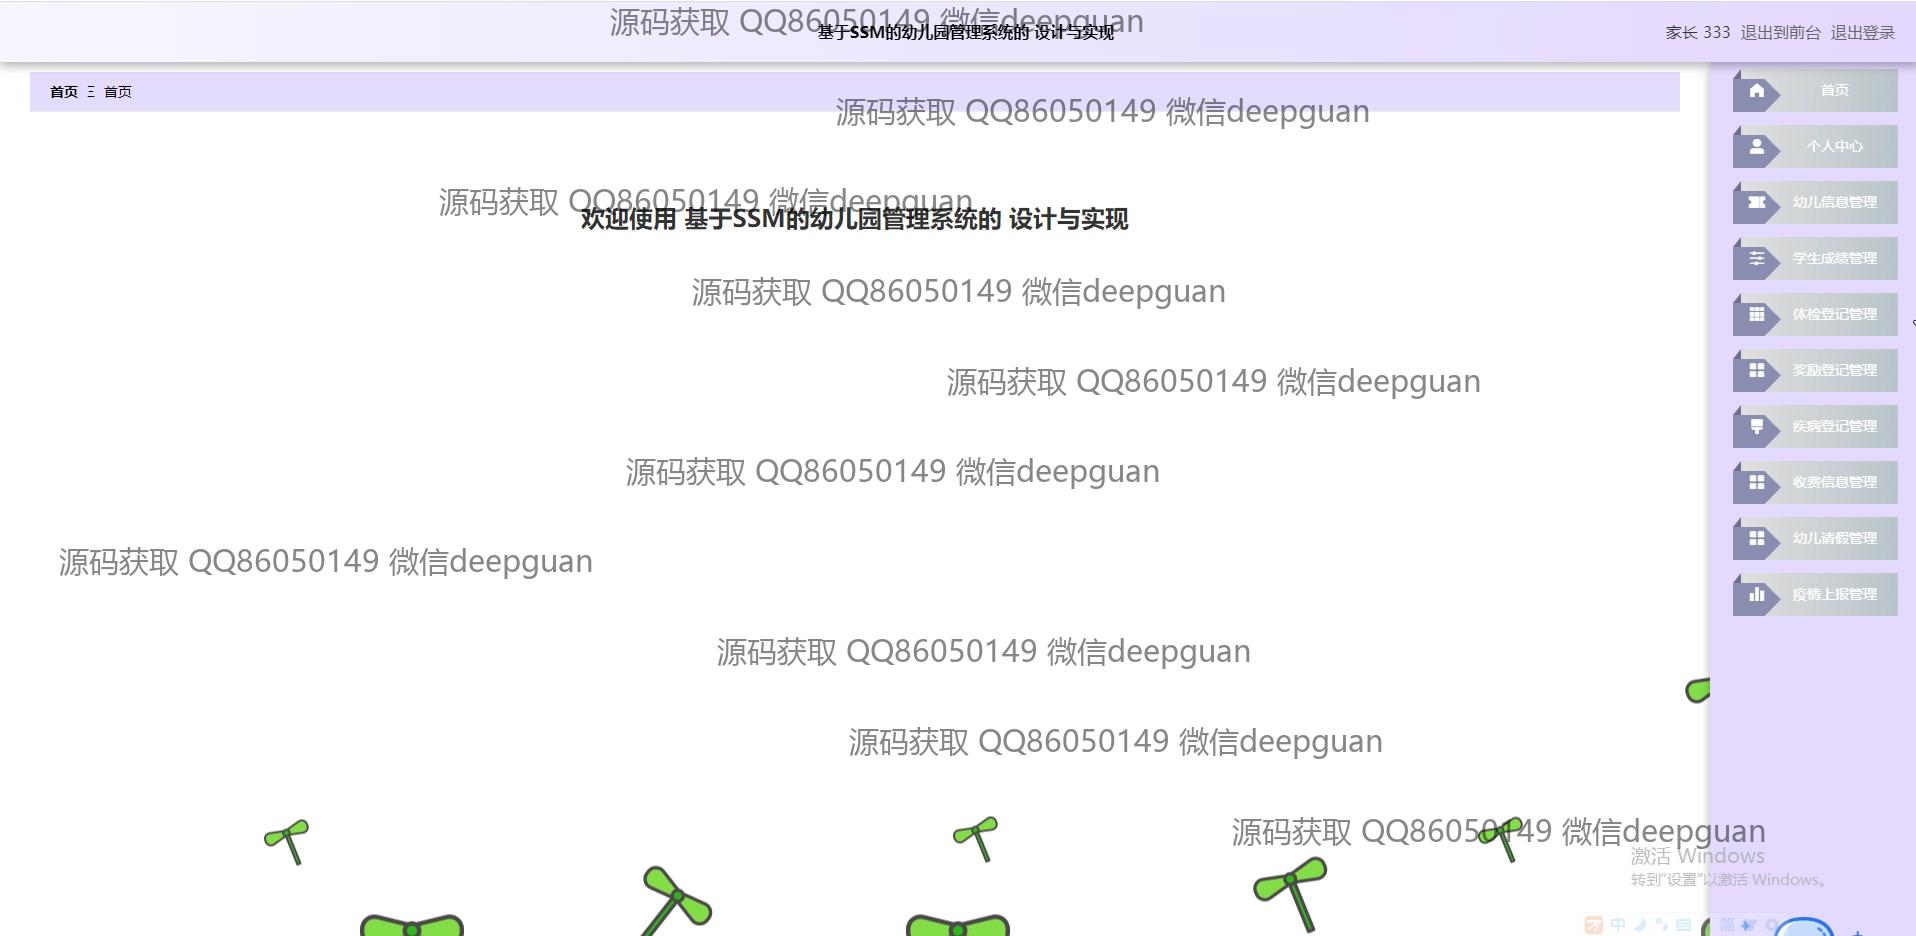 源码获取 QQ86050149 微信deepguan
基于SSM的幼儿园管理系统的 设计与实现
家长 333 退出到前台 退出登录
首页 Ξ 首页
源码获取 QQ86050149 微信deepguan
源码获取 QQ86050149 微信deepguan
欢迎使用 基于SSM的幼儿园管理系统的 设计与实现
源码获取 QQ86050149 微信deepguan
源码获取 QQ86050149 微信deepguan
源码获取 QQ86050149 微信deepguan
源码获取 QQ86050149 微信deepguan
源码获取 QQ86050149 微信deepguan
源码获取 QQ86050149 微信deepguan
源码获取 QQ86050149 微信deepguan
首页
个人中心
幼儿信息管理
学生成绩管理
体检登记管理
奖励登记管理
疾病登记管理
收费信息管理
幼儿请假管理
疫情上报管理
激活 Windows
转到“设置”以激活 Windows。
中 简